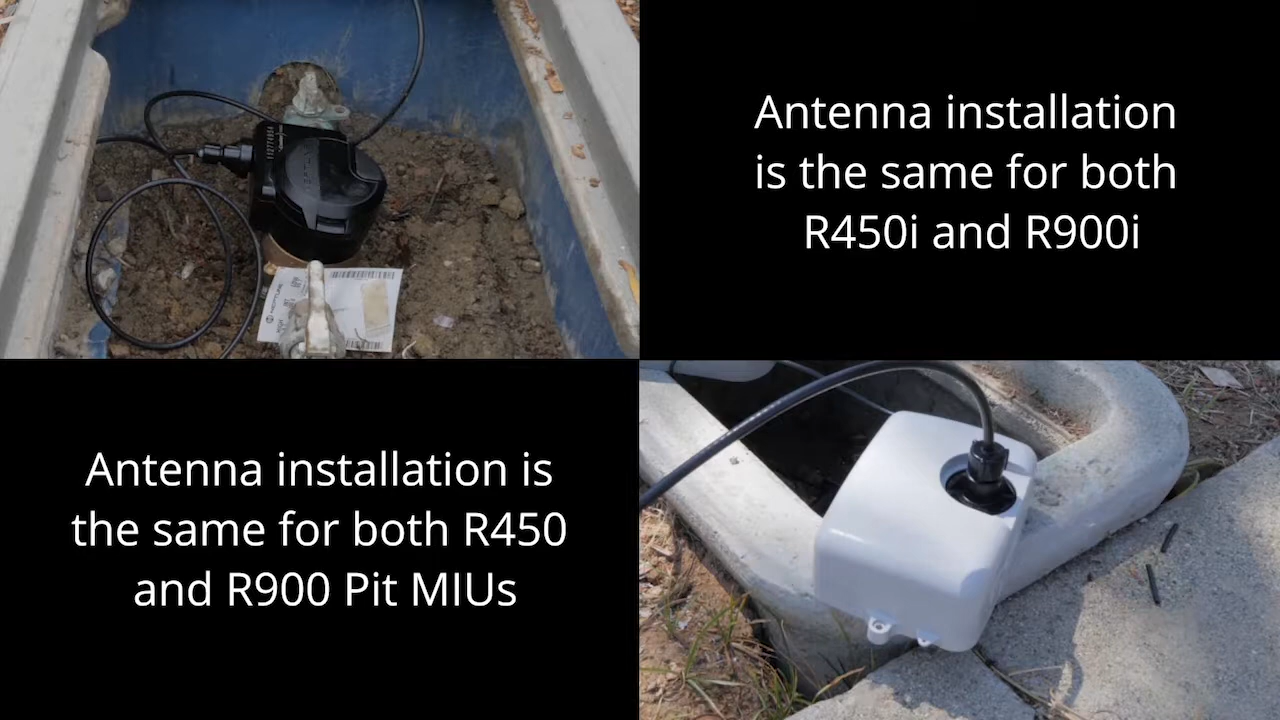 Antenna installation
is the same for both
R450i and R900i
Antenna installation is
the same for both R450
and R900 Pit MIUs